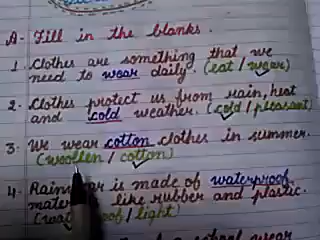 A- Fill in the blanks.
1. Clothes are something that we
need to wear daily. (eat / wear)
2. Clothes protect us from rain, heat
and cold weather. (cold / pleasant)
3. We wear cotton clothes in summer.
(woollen / cotton)
4. is made of waterproof
like rubber and plastic.
/ light)
school wear